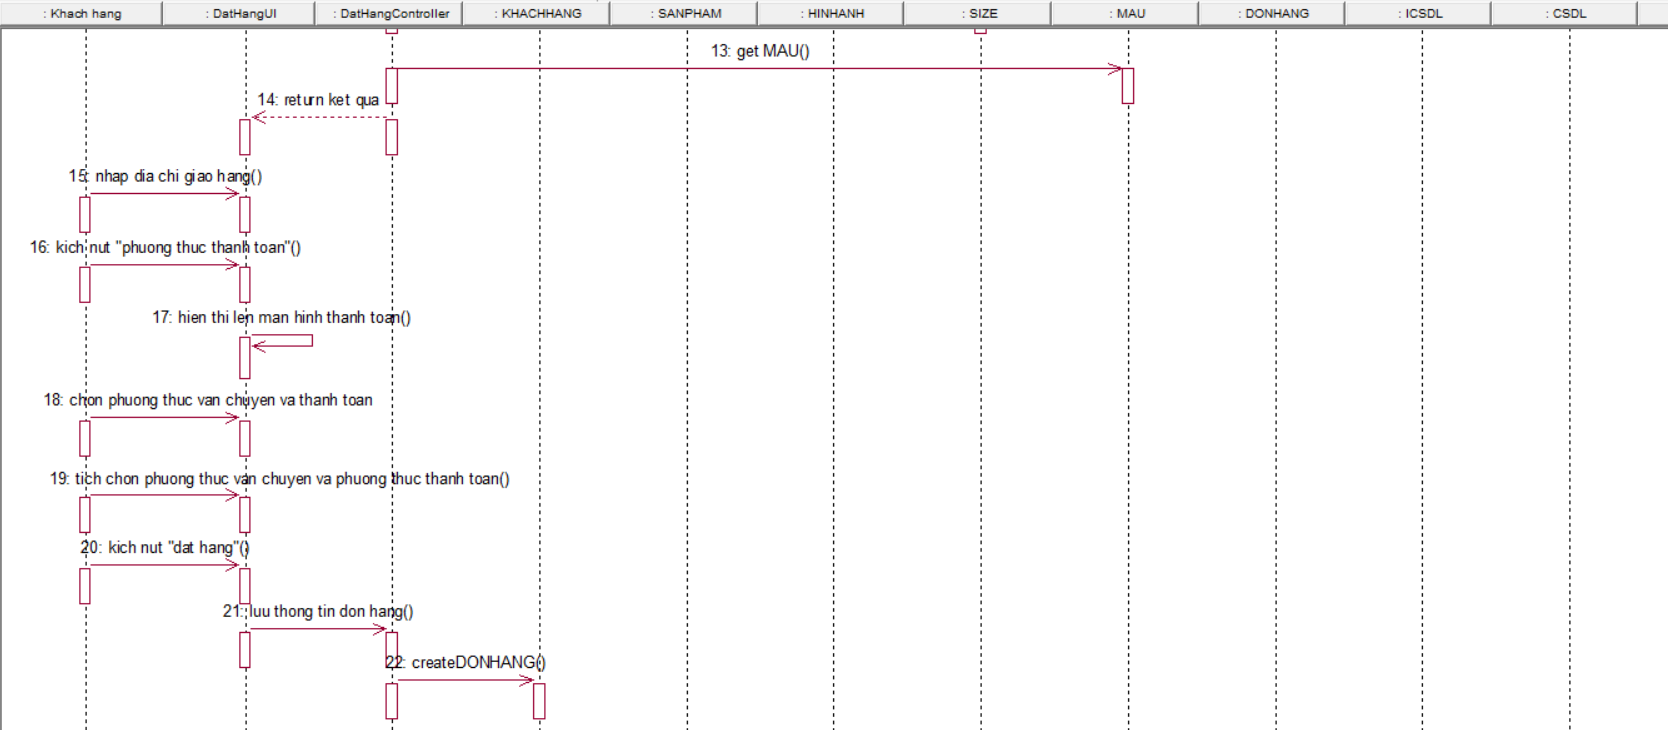 : Khach hang
: DatHangUI
: DatHangController
: KHACHHANG
: SANPHAM
: HINHANH
: SIZE
: MAU
: DONHANG
: ICSDL
: CSDL
13: get MAU()
14: return ket qua
15: nhap dia chi giao hang()
16: kich nut "phuong thuc thanh toan"()
17: hien thi len man hinh thanh toan()
18: chon phuong thuc van chuyen va thanh toan
19: tich chon phuong thuc van chuyen va phuong thuc thanh toan()
20: kich nut "dat hang"()
21: luu thong tin don hang()
22: createDONHANG()